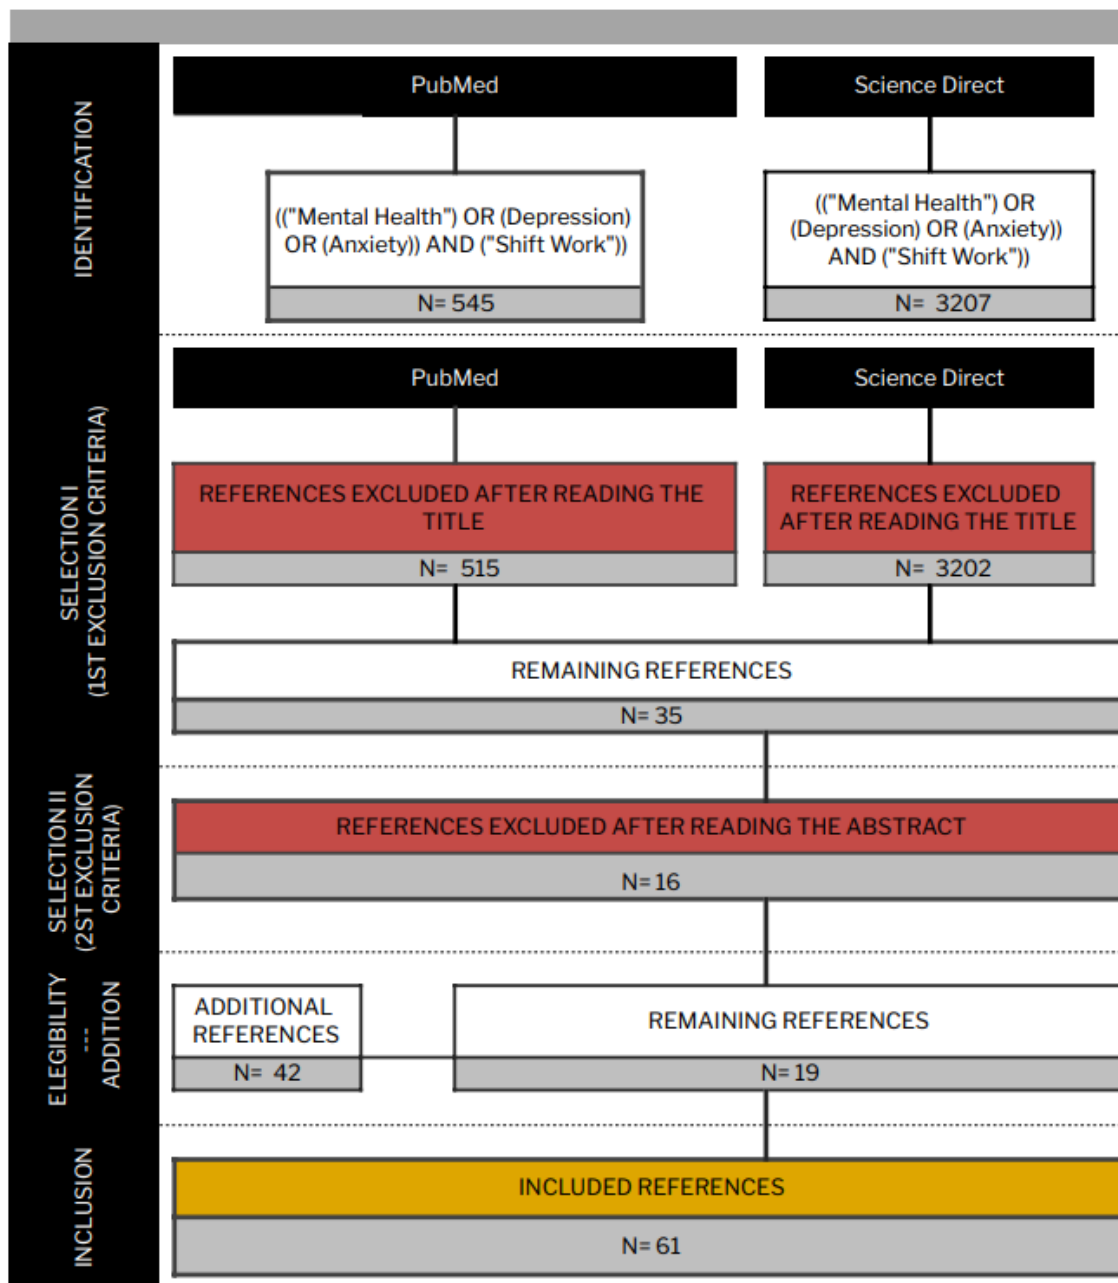 IDENTIFICATION
PubMed
Science Direct
(("Mental Health") OR (Depression)
OR (Anxiety)) AND ("Shift Work"))
N= 545
(("Mental Health") OR
(Depression) OR (Anxiety))
AND ("Shift Work"))
N= 3207
SELECTION I
(1ST EXCLUSION CRITERIA)
PubMed
Science Direct
REFERENCES EXCLUDED AFTER READING THE
TITLE
N= 515
REFERENCES EXCLUDED
AFTER READING THE TITLE
N= 3202
REMAINING REFERENCES
N= 35
SELECTION II
(2ST EXCLUSION
CRITERIA)
REFERENCES EXCLUDED AFTER READING THE ABSTRACT
N= 16
ELEGIBILITY
---
ADDITION
ADDITIONAL
REFERENCES
N= 42
REMAINING REFERENCES
N= 19
INCLUSION
INCLUDED REFERENCES
N= 61